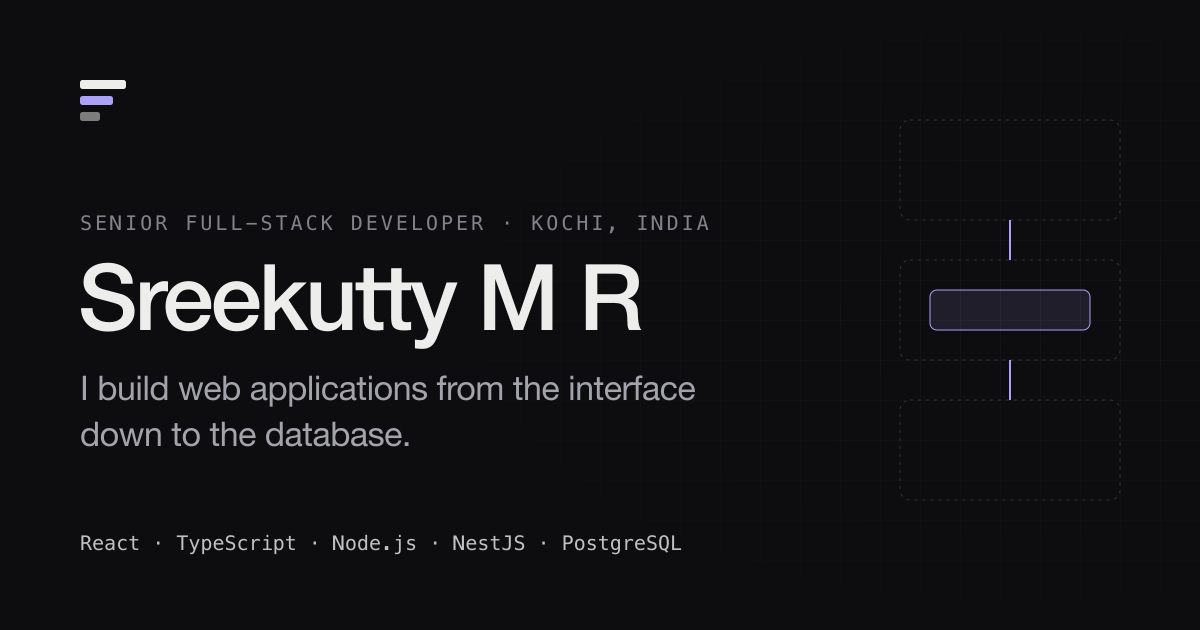 SENIOR FULL–STACK DEVELOPER · KOCHI, INDIA
Sreekutty M R
I build web applications from the interface
down to the database.
React · TypeScript · Node.js · NestJS · PostgreSQL